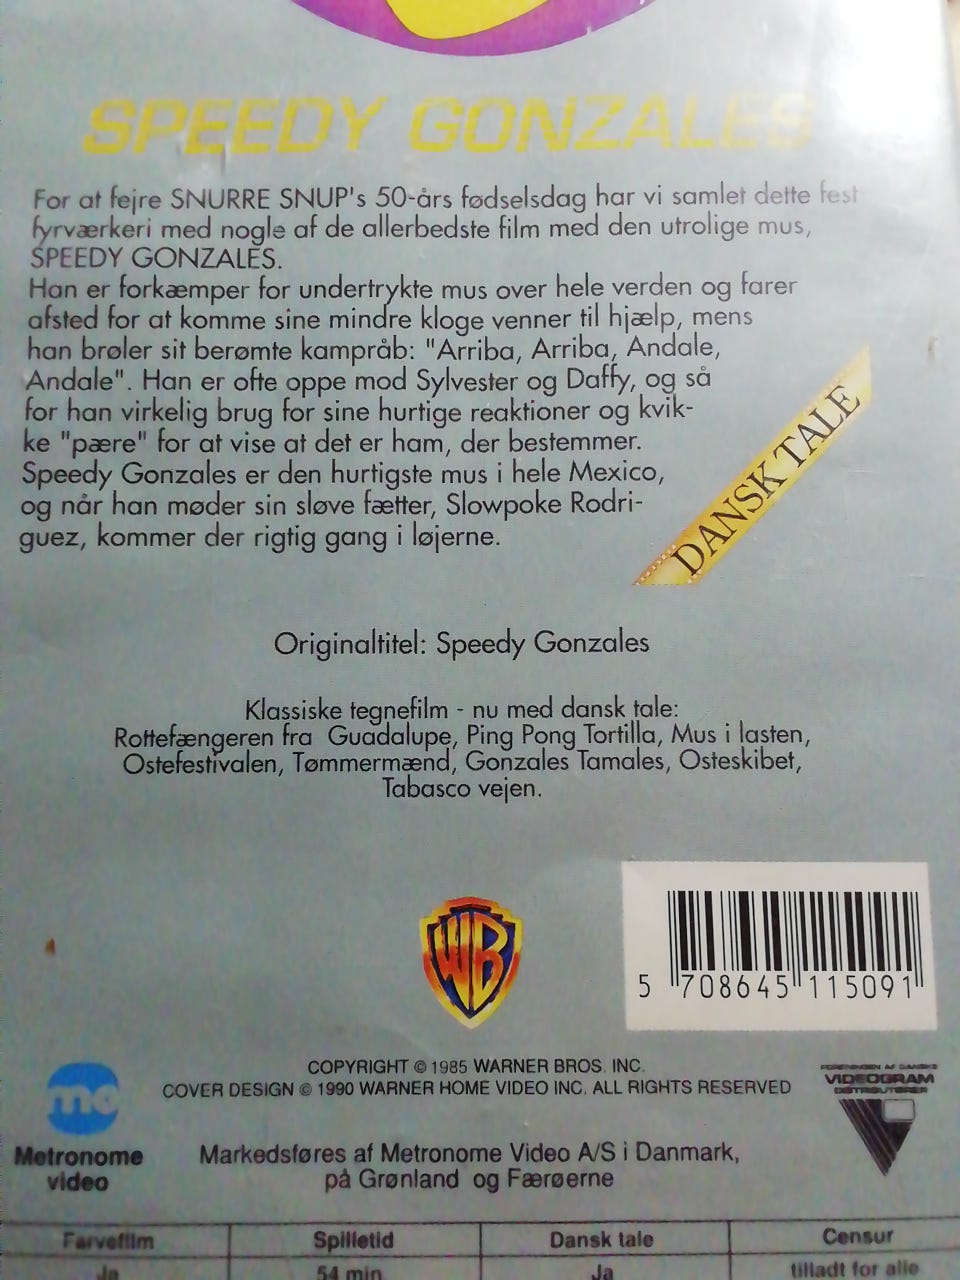 SPEEDY GONZALES
For at fejre SNURRE SNUP's 50-års fødselsdag har vi samlet dette fest
fyrværkeri med nogle af de allerbedste film med den utrolige mus,
SPEEDY GONZALES.
Han er forkæmper for undertrykte mus over hele verden og farer
afsted for at komme sine mindre kloge venner til hjælp, mens
han brøler sit berømte kampråb: "Arriba, Arriba, Andale,
Andale". Han er ofte oppe mod Sylvester og Daffy, og så
får han virkelig brug for sine hurtige reaktioner og kvik-
ke "pære" for at vise at det er ham, der bestemmer.
Speedy Gonzales er den hurtigste mus i hele Mexico,
og når han møder sin sløve fætter, Slowpoke Rodri-
guez, kommer der rigtig gang i løjerne.
DANSK TALE
Originaltitel: Speedy Gonzales
Klassiske tegnefilm - nu med dansk tale:
Rottefængeren fra Guadalupe, Ping Pong Tortilla, Mus i lasten,
Ostefestivalen, Tømmermænd, Gonzales Tamales, Osteskibet,
Tabasco vejen.
WB
5 708645 115091
COPYRIGHT © 1985 WARNER BROS. INC.
COVER DESIGN © 1990 WARNER HOME VIDEO INC. ALL RIGHTS RESERVED
FORENINGEN AF DANSKE
VIDEOGRAM
DISTRIBUTØRER
Metronome
video
Markedsføres af Metronome Video A/S i Danmark,
på Grønland og Færøerne
Farvefilm Spilletid Dansk tale Censur
Ja 54 min Ja tilladt for alle